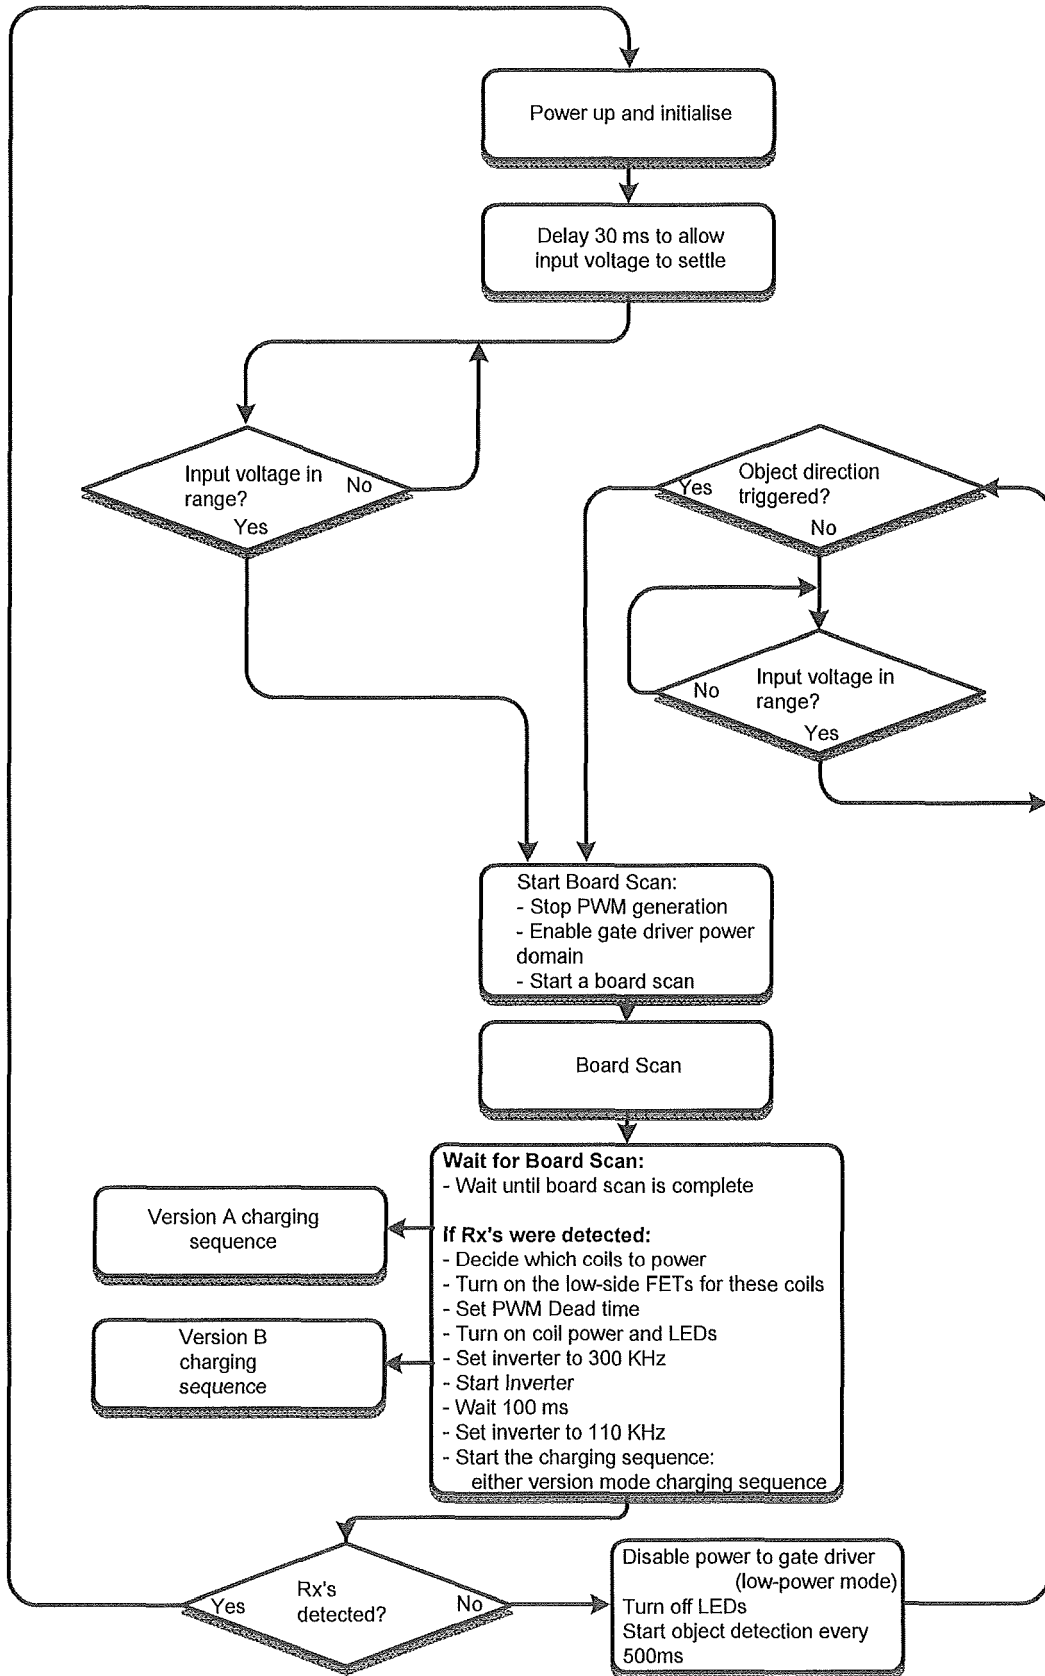 Power up and initialise
Delay 30 ms to allow
input voltage to settle
Input voltage in
range?
No
Yes
Object direction
triggered?
Yes
No
Input voltage in
range?
No
Yes
Start Board Scan:
- Stop PWM generation
- Enable gate driver power
domain
- Start a board scan
Board Scan
Wait for Board Scan:
- Wait until board scan is complete
If Rx's were detected:
- Decide which coils to power
- Turn on the low-side FETs for these coils
- Set PWM Dead time
- Turn on coil power and LEDs
- Set inverter to 300 KHz
- Start Inverter
- Wait 100 ms
- Set inverter to 110 KHz
- Start the charging sequence:
either version mode charging sequence
Version A charging
sequence
Version B
charging
sequence
Rx's
detected?
Yes
No
Disable power to gate driver
(low-power mode)
Turn off LEDs
Start object detection every
500ms